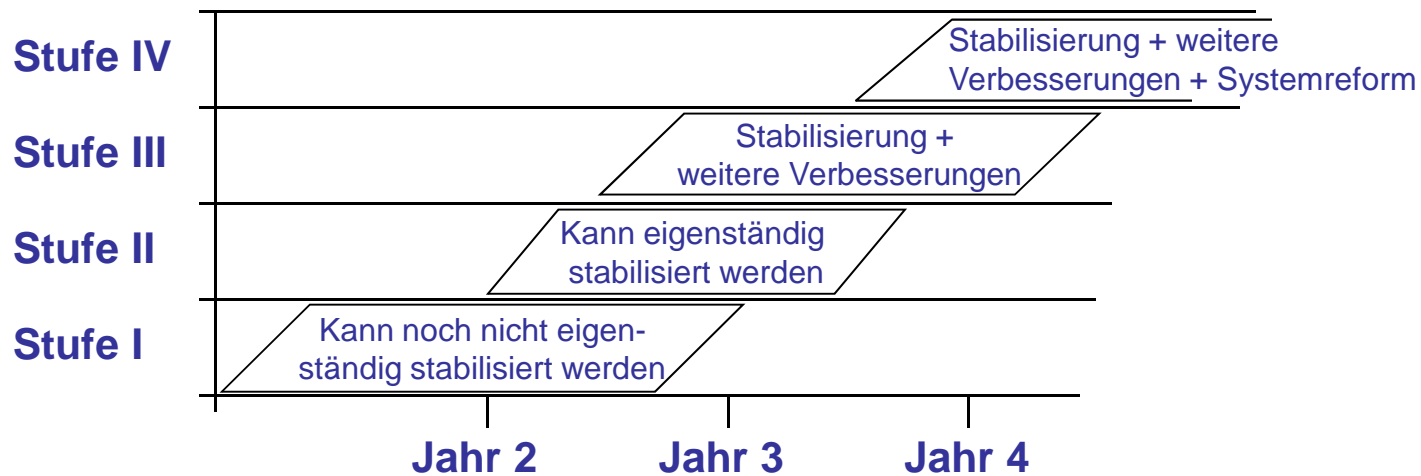 Stufe IV
Stabilisierung + weitere
Verbesserungen + Systemreform
Stufe III
Stabilisierung +
weitere Verbesserungen
Stufe II
Kann eigenständig
stabilisiert werden
Stufe I
Kann noch nicht eigen-
ständig stabilisiert werden
Jahr 2 Jahr 3 Jahr 4